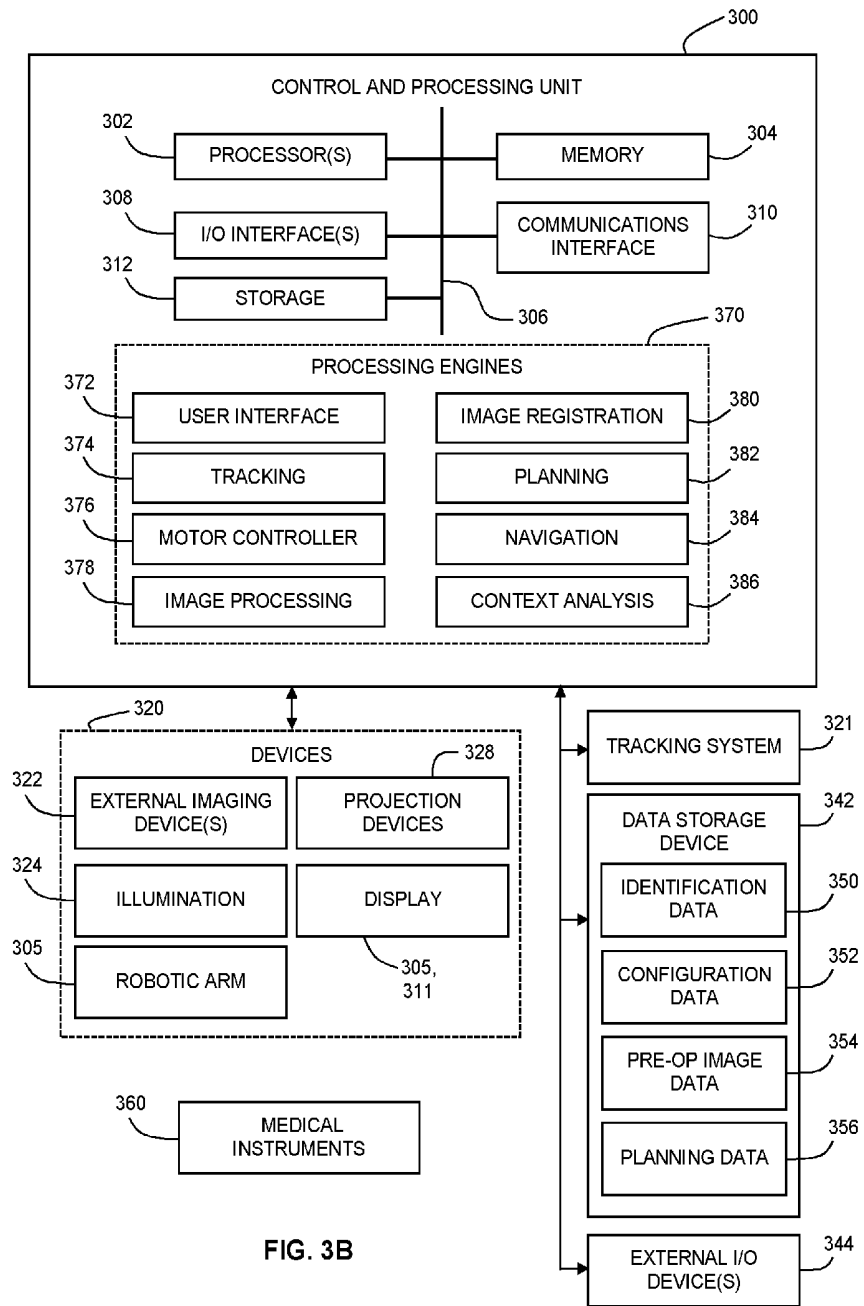 300
CONTROL AND PROCESSING UNIT
302
PROCESSOR(S)
MEMORY
304
308
I/O INTERFACE(S)
COMMUNICATIONS
INTERFACE
310
312
STORAGE
306
370
PROCESSING ENGINES
372
USER INTERFACE
IMAGE REGISTRATION
380
374
TRACKING
PLANNING
382
376
MOTOR CONTROLLER
NAVIGATION
384
378
IMAGE PROCESSING
CONTEXT ANALYSIS
386
320
DEVICES
328
322
EXTERNAL IMAGING
DEVICE(S)
PROJECTION
DEVICES
324
ILLUMINATION
DISPLAY
305
ROBOTIC ARM
305,
311
360
MEDICAL
INSTRUMENTS
TRACKING SYSTEM
321
342
DATA STORAGE
DEVICE
IDENTIFICATION
DATA
350
CONFIGURATION
DATA
352
PRE-OP IMAGE
DATA
354
PLANNING DATA
356
EXTERNAL I/O
DEVICE(S)
344
FIG. 3B